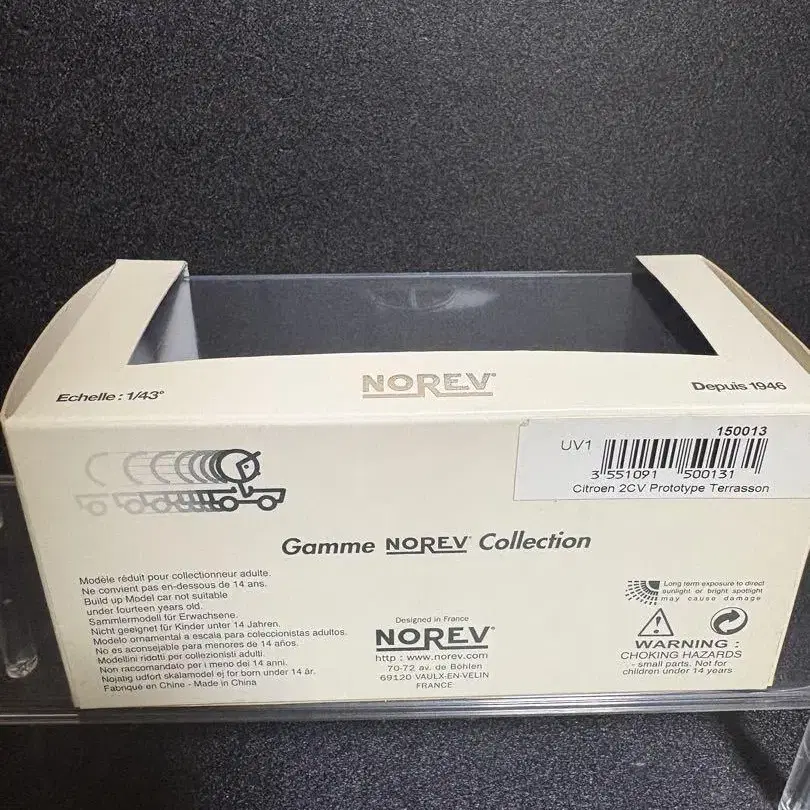 Echelle : 1/43°
NOREV®
Depuis 1946
150013
UV1
3 551091 500131
Citroen 2CV Prototype Terrasson
Gamme NOREV® Collection
Modèle réduit pour collectionneur adulte.
Ne convient pas en-dessous de 14 ans.
Build up Model car not suitable
under fourteen years old.
Sammlermodell für Erwachsene.
Nicht geeignet für Kinder unter 14 Jahren.
Modelo ornamental a escala para coleccionistas adultos.
No es aconsejable para menores de 14 años.
Modellini ridotti per collezionisti adulti.
Non raccomandato per i meno dei 14 anni.
Nojatig udfort skalamodel ej for born under 14 år.
Fabriqué en Chine - Made in China
Designed in France
NOREV®
http : www.norev.com
70-72 av. de Böhlen
69120 VAULX-EN-VELIN
FRANCE
Long term exposure to direct
sunlight or bright spotlight
may cause damage
WARNING :
CHOKING HAZARDS
- small parts. Not for
children under 14 years